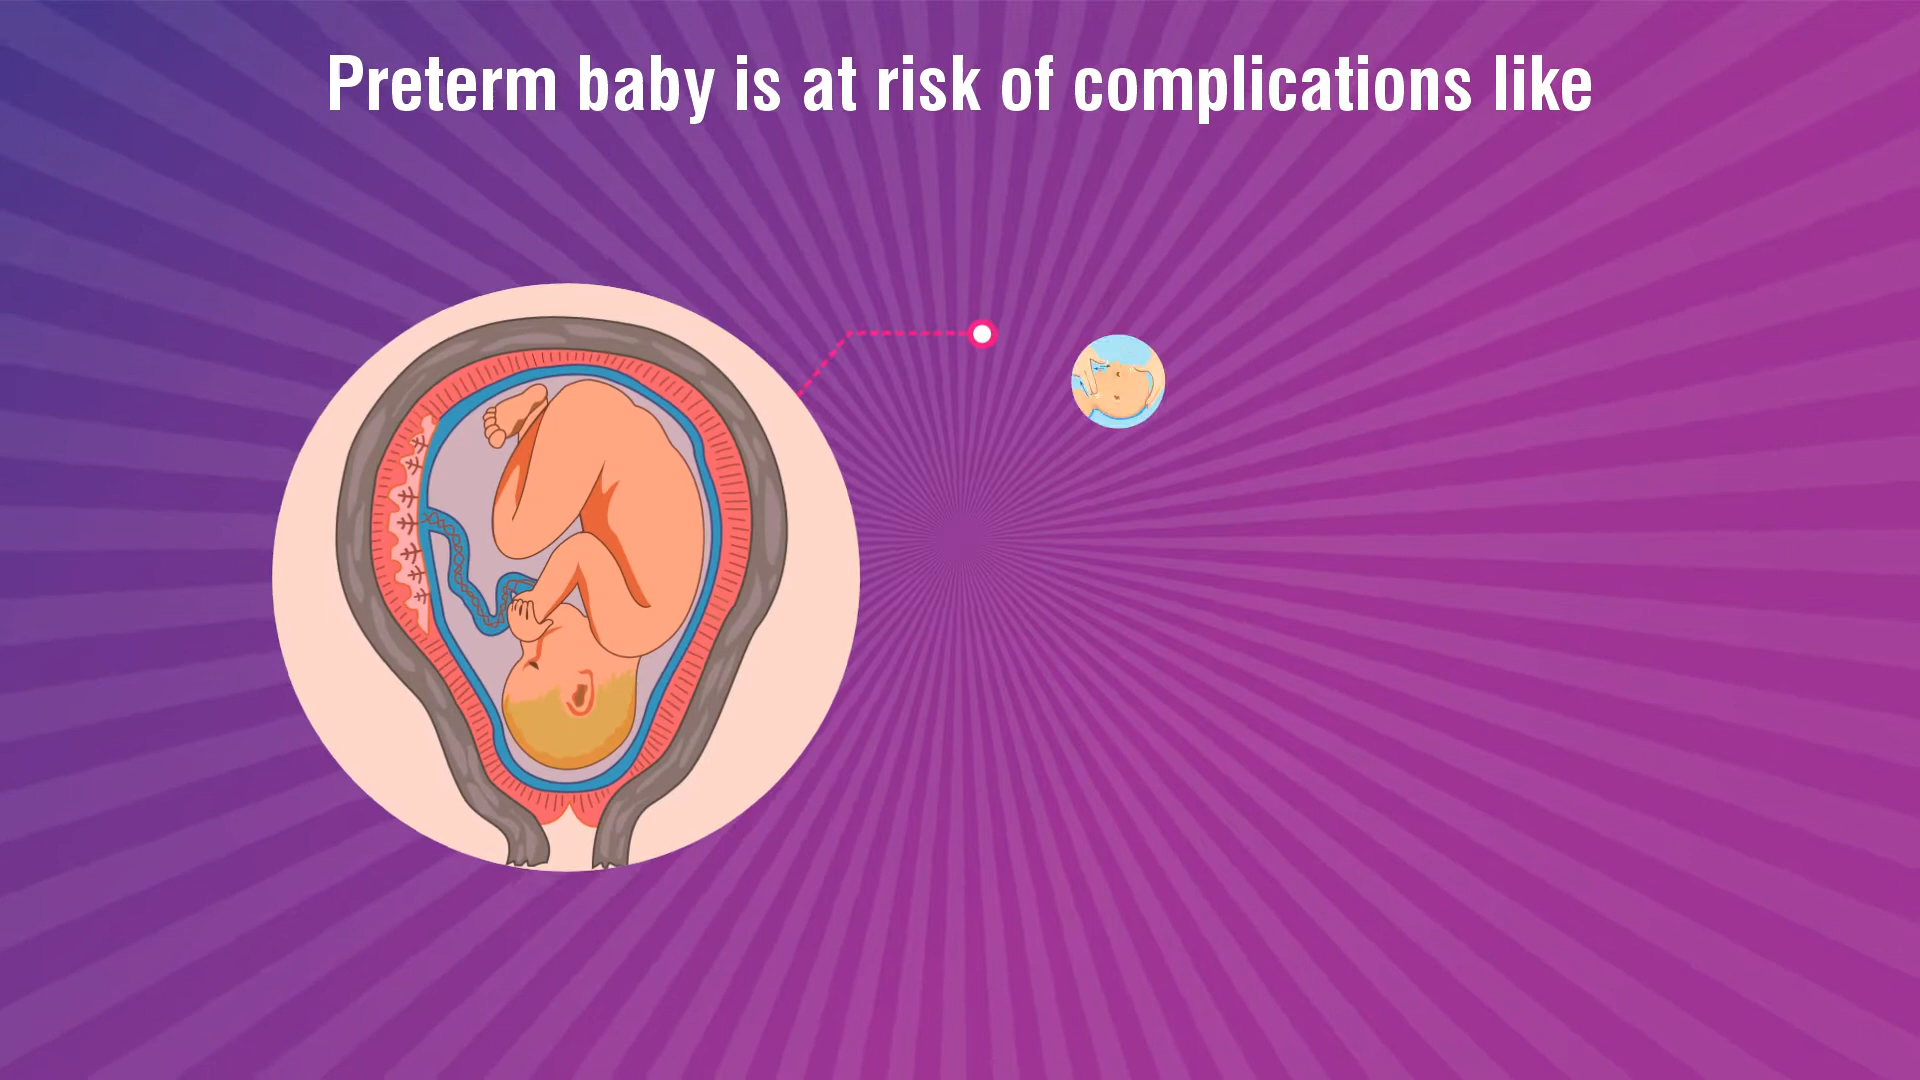 Preterm baby is at risk of complications like